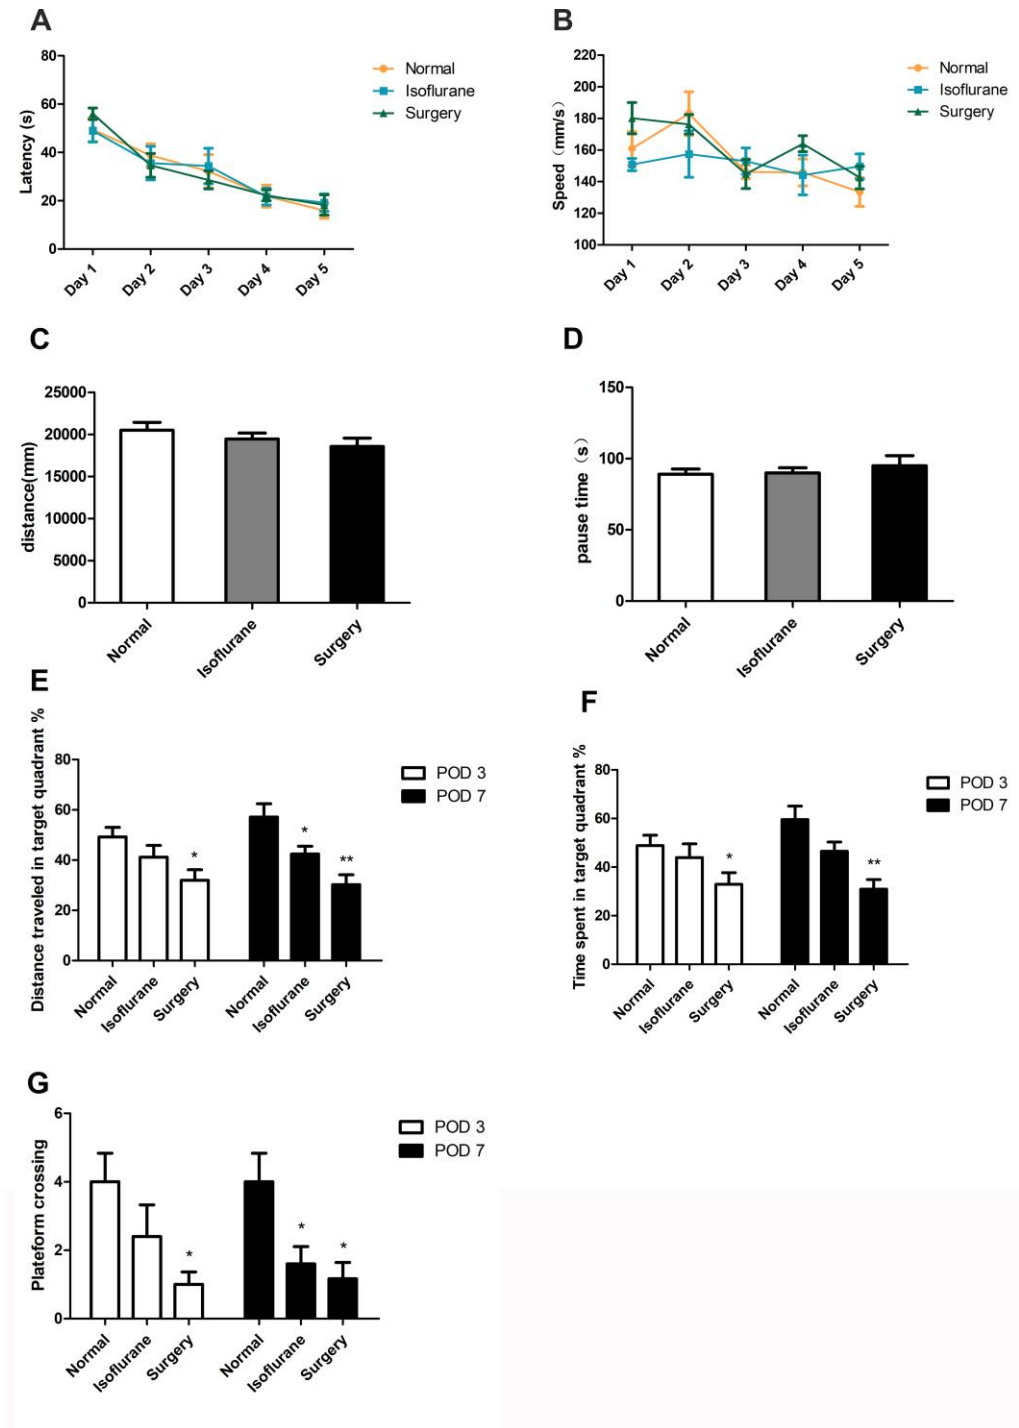 A
Latency (s)
80
60
40
20
0
Day 1
Day 2
Day 3
Day 4
Day 5
Normal
Isoflurane
Surgery
B
Speed（mm/s）
220
200
180
160
140
120
100
Day 1
Day 2
Day 3
Day 4
Day 5
Normal
Isoflurane
Surgery
C
distance(mm)
25000
20000
15000
10000
5000
0
Normal
Isoflurane
Surgery
D
pause time（s）
150
100
50
0
Normal
Isoflurane
Surgery
E
Distance traveled in target quadrant %
80
60
40
20
0
*
*
**
Normal
Isoflurane
Surgery
Normal
Isoflurane
Surgery
POD 3
POD 7
F
Time spent in target quadrant %
80
60
40
20
0
*
**
Normal
Isoflurane
Surgery
Normal
Isoflurane
Surgery
POD 3
POD 7
G
Plateform crossing
6
4
2
0
*
*
*
Normal
Isoflurane
Surgery
Normal
Isoflurane
Surgery
POD 3
POD 7